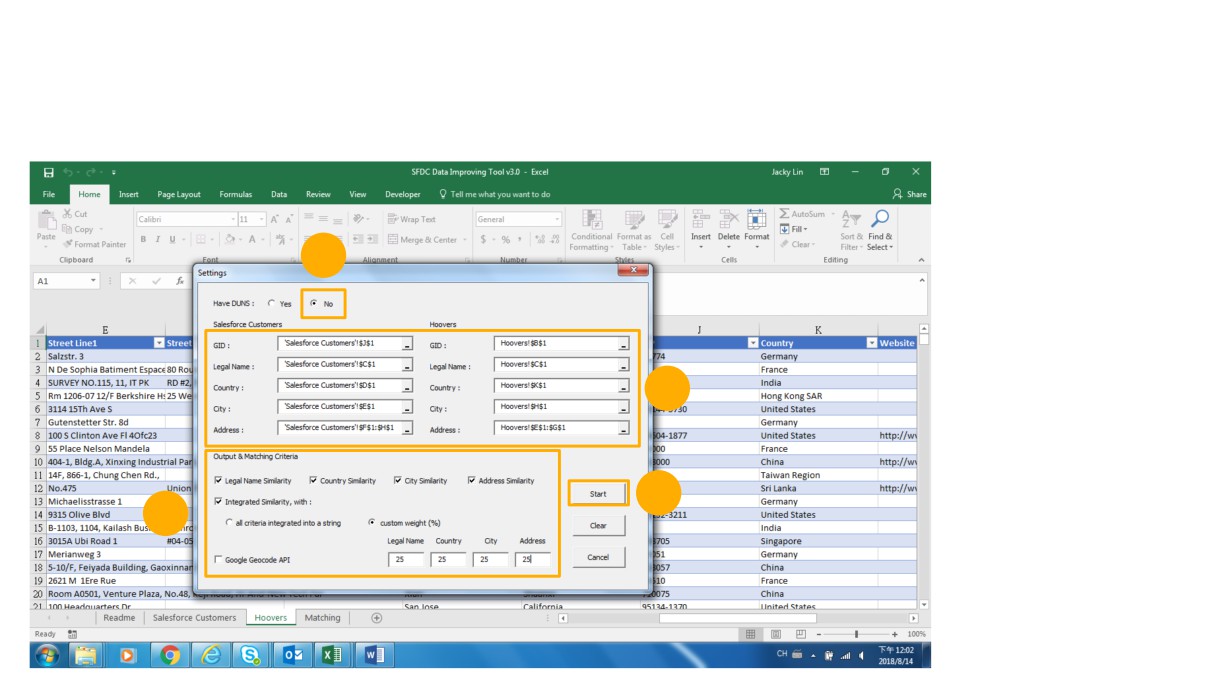 SFDC Data Improving Tool v3.0 - Excel
Jacky Lin
File Home Insert Page Layout Formulas Data Review View Developer Tell me what you want to do Share
Cut
Copy
Format Painter
Paste
Calibri 11
B I U
Wrap Text
Merge & Center
General
$ % ,
Conditional Formatting
Format as Table
Cell Styles
Insert Delete Format
AutoSum
Fill
Clear
Sort & Filter
Find & Select
Clipboard Font Alignment Number Styles Cells Editing
A1 fx
Settings
Have DUNS : Yes No
Salesforce Customers Hoovers
GID : 'Salesforce Customers'!$J$1 GID : Hoovers!$B$1
Legal Name : 'Salesforce Customers'!$C$1 Legal Name : Hoovers!$C$1
Country : 'Salesforce Customers'!$D$1 Country : Hoovers!$K$1
City : 'Salesforce Customers'!$E$1 City : Hoovers!$H$1
Address : 'Salesforce Customers'!$F$1:$H$1 Address : Hoovers!$E$1:$G$1
Output & Matching Criteria
Legal Name Similarity Country Similarity City Similarity Address Similarity
Integrated Similarity, with :
all criteria integrated into a string custom weight (%)
Legal Name Country City Address
Google Geocode API 25 25 25 25
Start
Clear
Cancel
E J K
1 Street Line1 Street Country Website
2 Salzstr. 3 Germany
3 N De Sophia Batiment Espace 80 Rou France
4 SURVEY NO.115, 11, IT PK RD #2, India
5 Rm 1206-07 12/F Berkshire H 25 We Hong Kong SAR
6 3114 15Th Ave S United States
7 Gutenstetter Str. 8d Germany
8 100 S Clinton Ave Fl 4Ofc23 604-1877 United States http://w
9 55 Place Nelson Mandela France
10 404-1, Bldg.A, Xinxing Industrial Par China http://w
11 14F, 866-1, Chung Chen Rd., Taiwan Region
12 No.475 Union Sri Lanka http://w
13 Michaelisstrasse 1 Germany
14 9315 Olive Blvd United States
15 B-1103, 1104, Kailash India
16 3015A Ubi Road 1 #04-05 Singapore
17 Merianweg 3 Germany
18 5-10/F, Feiyada Building, Gaoxinnan China
19 2621 M 1Ere Rue France
20 Room A0501, Venture Plaza, No.48, China
21 100 Headquarters Dr San Jose California 95134-1370 United States
Readme Salesforce Customers Hoovers Matching
Ready 100%
CH 下午 12:02
2018/8/14